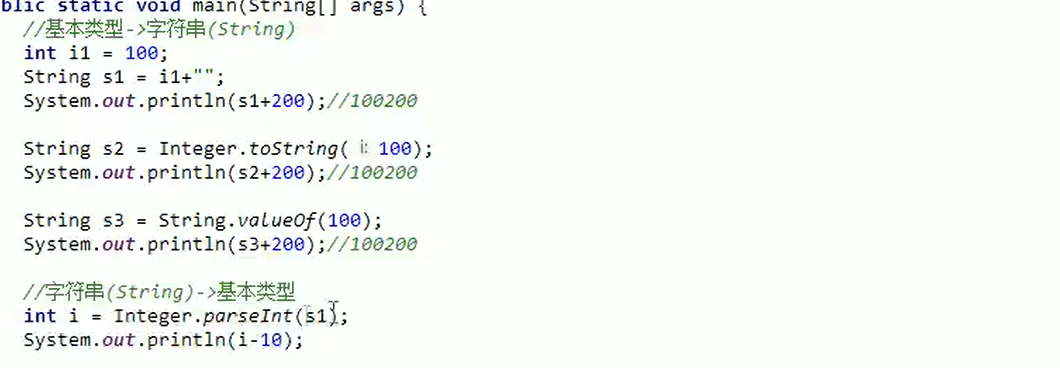 blic static void main(String[] args) {
//基本类型->字符串(String)
int i1 = 100;
String s1 = i1+"";
System.out.println(s1+200);//100200
String s2 = Integer.toString( i: 100);
System.out.println(s2+200);//100200
String s3 = String.valueOf(100);
System.out.println(s3+200);//100200
//字符串(String)->基本类型
int i = Integer.parseInt(s1);
System.out.println(i-10);